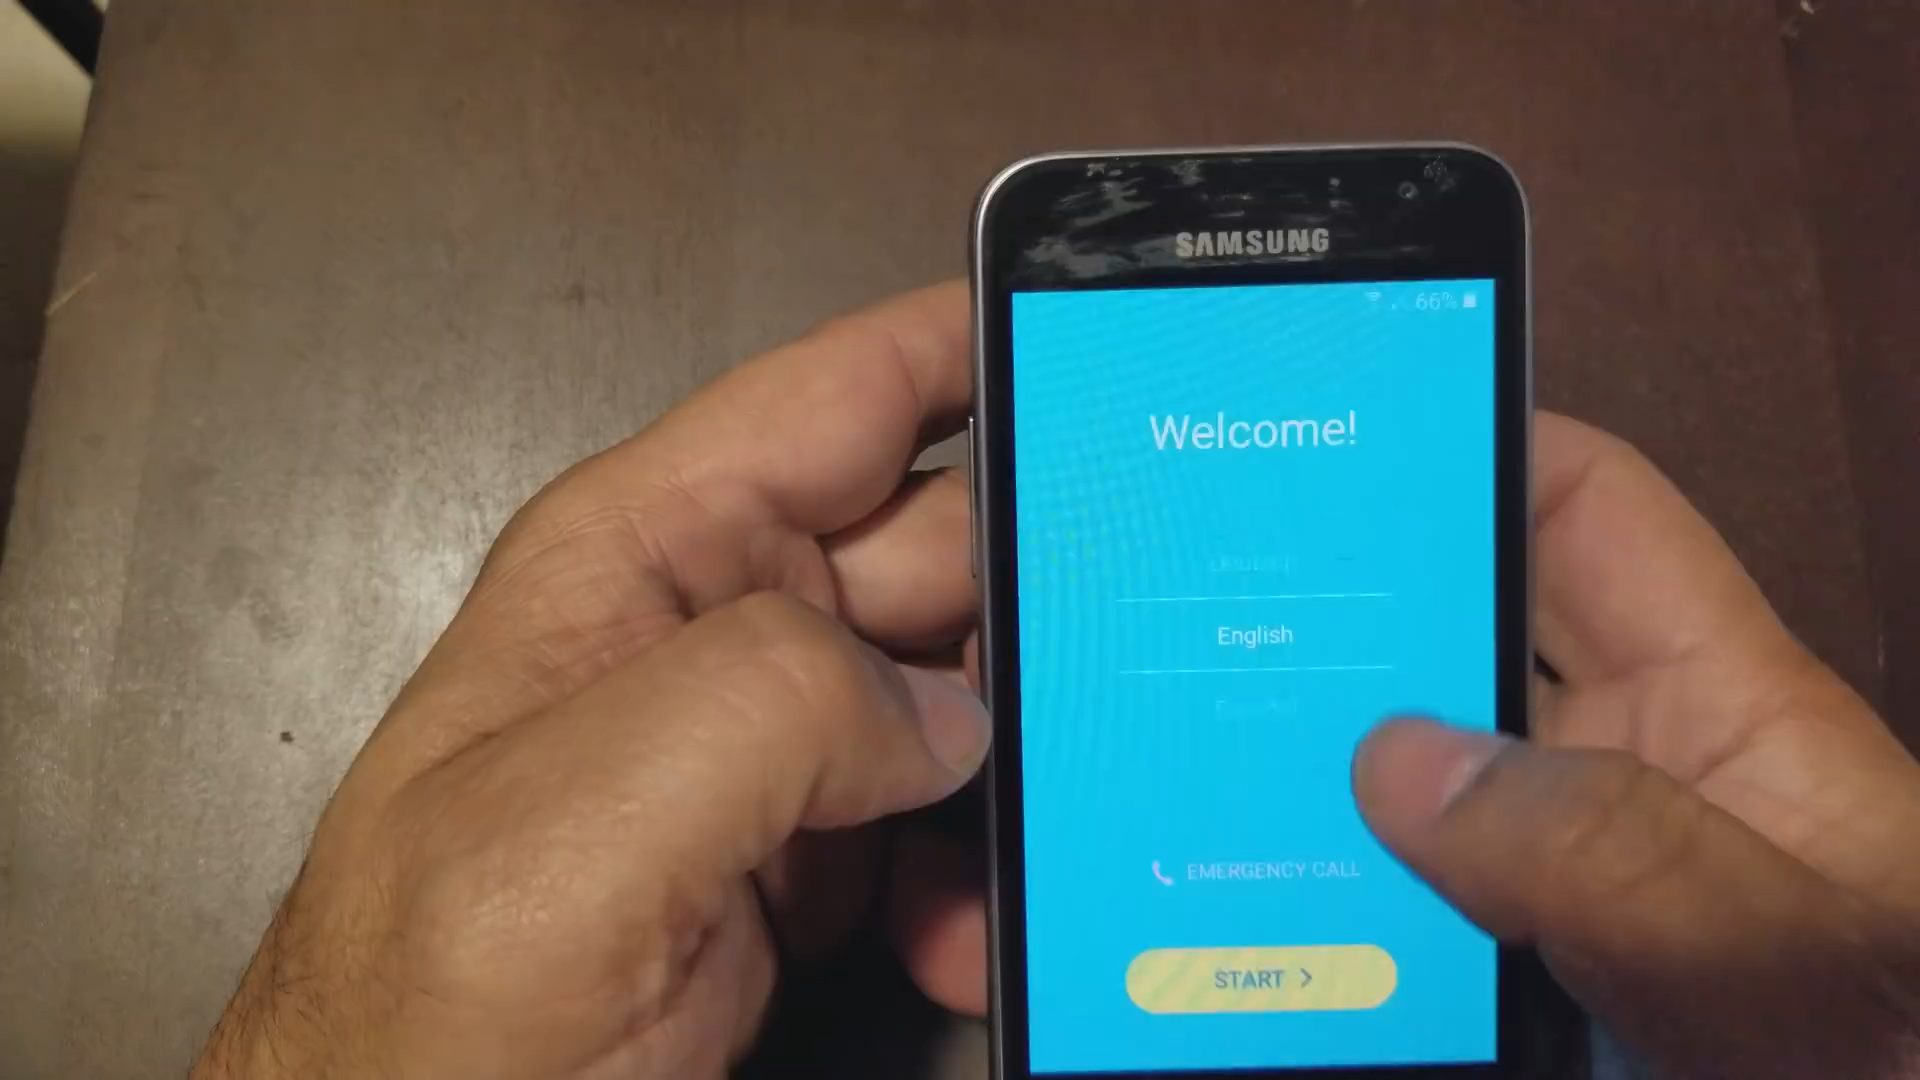 SAMSUNG
66%
Welcome!
English
EMERGENCY CALL
START >